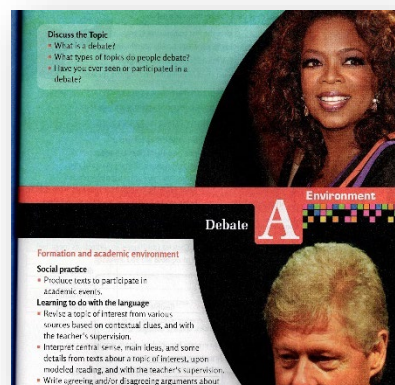 Discuss the Topic
• What is a debate?
• What types of topics do people debate?
• Have you ever seen or participated in a
debate?
Environment
Debate
A
Formation and academic environment
Social practice
• Produce texts to participate in
academic events.
Learning to do with the language
• Revise a topic of interest from various
sources based on contextual clues, and with
the teacher's supervision.
• Interpret central sense, main ideas, and some
details from texts about a topic of interest, upon
modeled reading, and with the teacher's supervision.
• Write agreeing and/or disagreeing arguments about